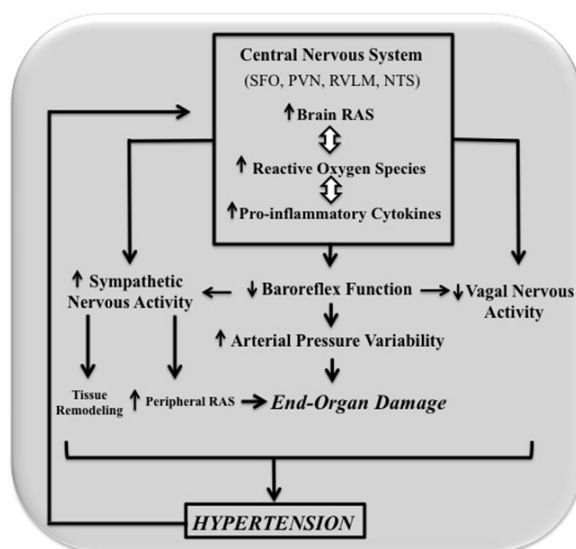 Central Nervous System
(SFO, PVN, RVLM, NTS)
↑Brain RAS
↑ Reactive Oxygen Species
↑Pro-inflammatory Cytokines
↑ Sympathetic
Nervous Activity
↓ Baroreflex Function
↓Vagal Nervous
Activity
↑ Arterial Pressure Variability
Tissue
Remodeling
↑ Peripheral RAS
End-Organ Damage
HYPERTENSION